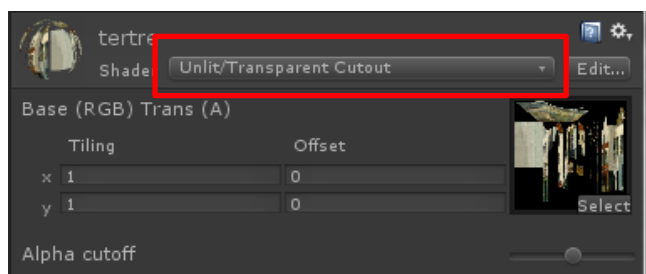 tertre
Shade Unlit/Transparent Cutout Edit...
Base (RGB) Trans (A)
Tiling Offset
x 1 0
y 1 0
Select
Alpha cutoff